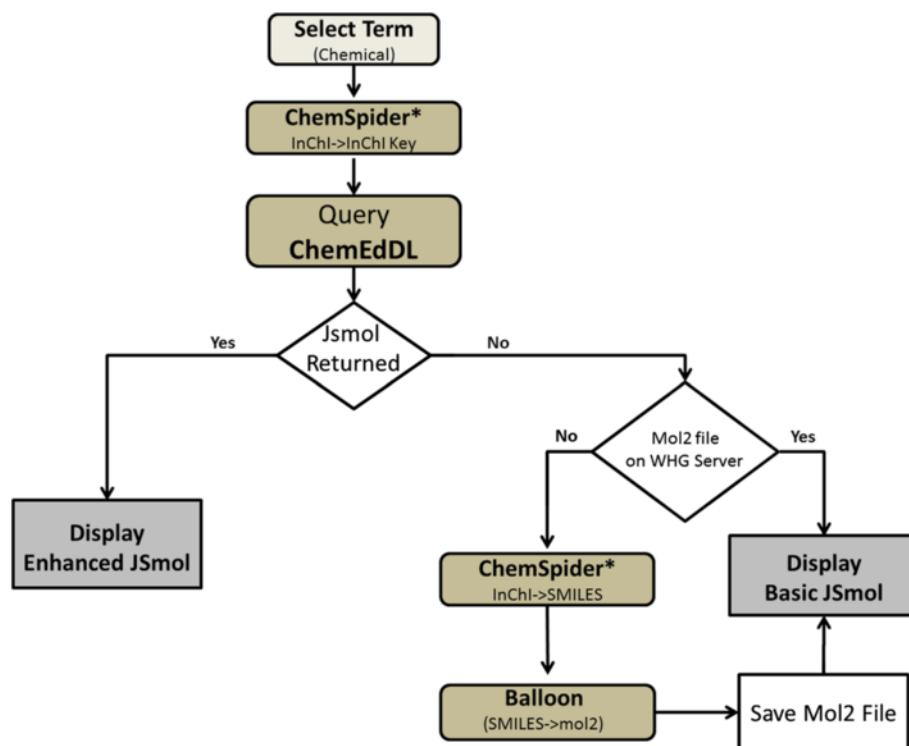 Select Term
(Chemical)
ChemSpider*
InChI->InChI Key
Query
ChemEdDL
Yes
Jsmol
Returned
No
No
Mol2 file
on WHG Server
Yes
Display
Enhanced JSmol
ChemSpider*
InChI->SMILES
Display
Basic JSmol
Balloon
(SMILES->mol2)
Save Mol2 File